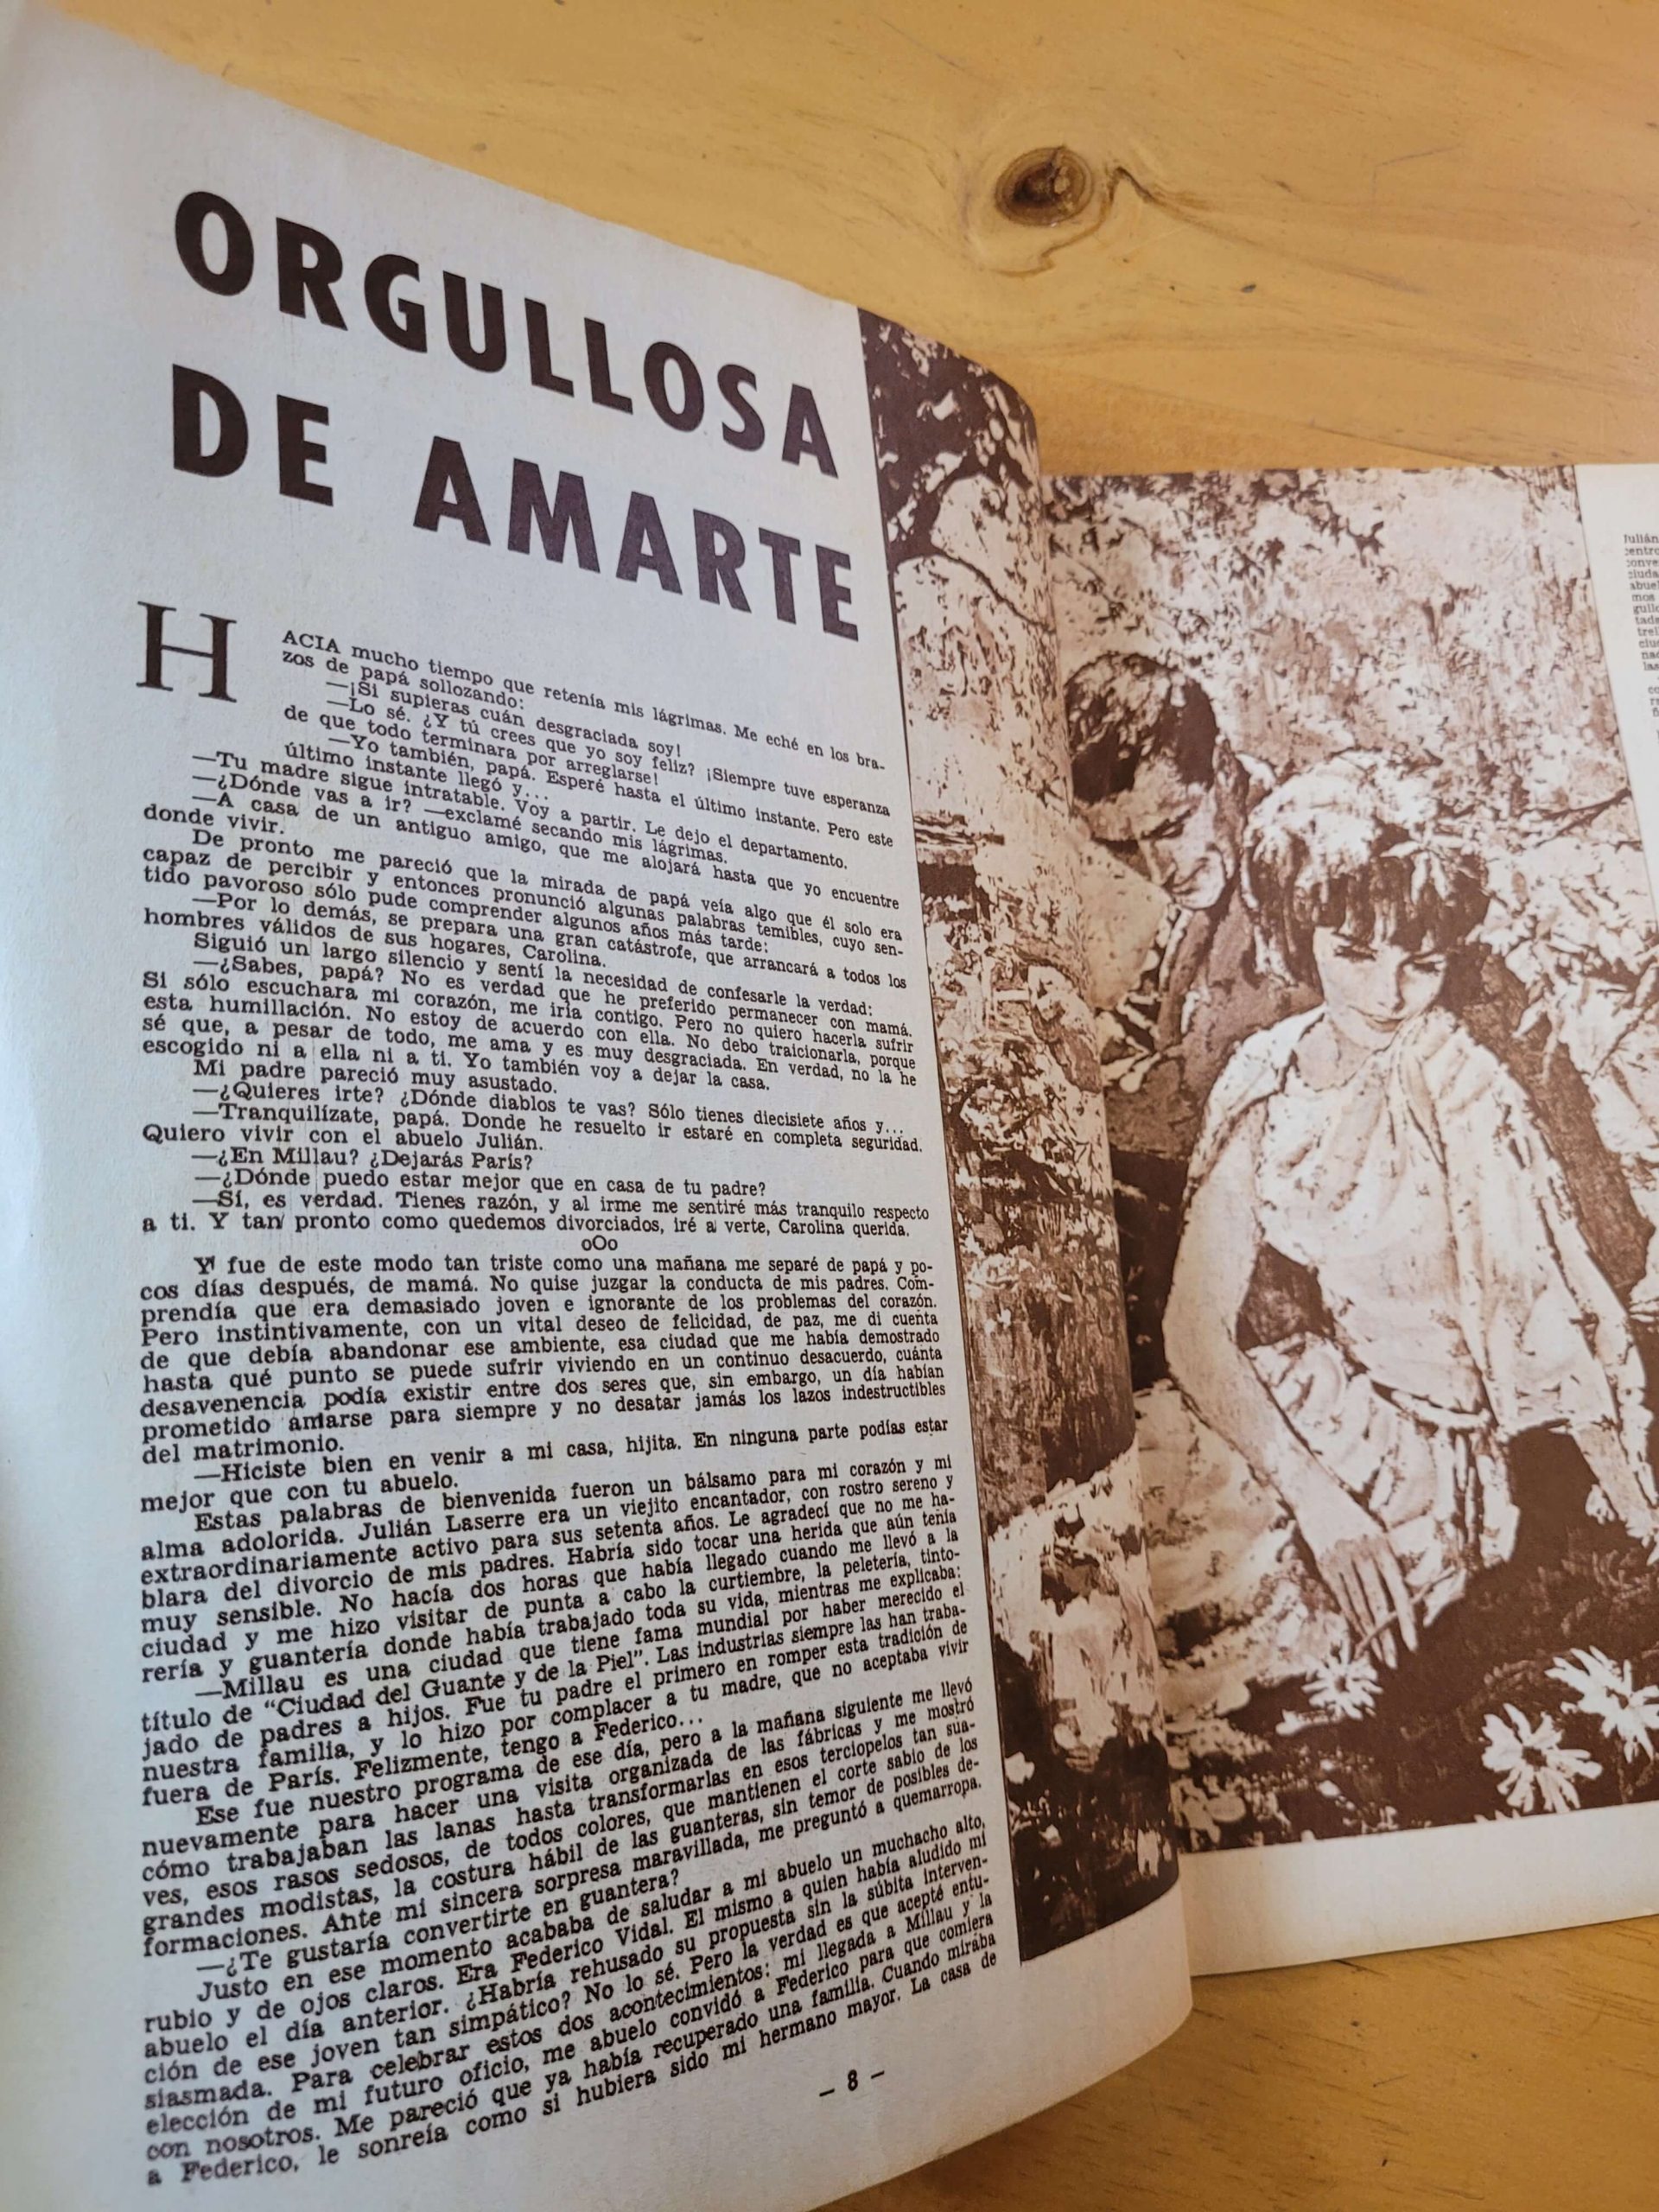 ORGULLOSA
DE AMARTE
HACIA mucho tiempo que retenía mis lágrimas. Me eché en los bra-
zos de papá sollozando:
—¡Si supieras cuán desgraciada soy!
—Lo sé. ¿Y tú crees que yo soy feliz? ¡Siempre tuve esperanza
de que todo terminara por arreglarse!
—Yo también, papá. Esperé hasta el último instante. Pero este
último instante llegó y...
—Tu madre sigue intratable. Voy a partir. Le dejo el departamento.
—¿Dónde vas a ir? —exclamé secando mis lágrimas.
—A casa de un antiguo amigo, que me alojará hasta que yo encuentre
donde vivir.
De pronto me pareció que la mirada de papá veía algo que él solo era
capaz de percibir y entonces pronunció algunas palabras temibles, cuyo sen-
tido pavoroso sólo pude comprender algunos años más tarde:
—Por lo demás, se prepara una gran catástrofe, que arrancará a todos los
hombres válidos de sus hogares, Carolina.
Siguió un largo silencio y sentí la necesidad de confesarle la verdad:
—¿Sabes, papá? No es verdad que he preferido permanecer con mamá.
Si sólo escuchara mi corazón, me iría contigo. Pero no quiero hacerla sufrir
esta humillación. No estoy de acuerdo con ella. No debo traicionarla, porque
sé que, a pesar de todo, me ama y es muy desgraciada. En verdad, no la he
escogido ni a ella ni a ti. Yo también voy a dejar la casa.
Mi padre pareció muy asustado.
—¿Quieres irte? ¿Dónde diablos te vas? Sólo tienes diecisiete años y...
—Tranquilízate, papá. Donde he resuelto ir estaré en completa seguridad.
Quiero vivir con el abuelo Julián.
—¿En Millau? ¿Dejarás París?
—¿Dónde puedo estar mejor que en casa de tu padre?
—Sí, es verdad. Tienes razón, y al irme me sentiré más tranquilo respecto
a ti. Y tan pronto como quedemos divorciados, iré a verte, Carolina querida.
oOo
Y fue de este modo tan triste como una mañana me separé de papá y po-
cos días después, de mamá. No quise juzgar la conducta de mis padres. Com-
prendía que era demasiado joven e ignorante de los problemas del corazón.
Pero instintivamente, con un vital deseo de felicidad, de paz, me di cuenta
de que debía abandonar ese ambiente, esa ciudad que me había demostrado
hasta qué punto se puede sufrir viviendo en un continuo desacuerdo, cuánta
desavenencia podía existir entre dos seres que, sin embargo, un día habían
prometido amarse para siempre y no desatar jamás los lazos indestructibles
del matrimonio.
—Hiciste bien en venir a mi casa, hijita. En ninguna parte podías estar
mejor que con tu abuelo.
Estas palabras de bienvenida fueron un bálsamo para mi corazón y mi
alma adolorida. Julián Laserre era un viejito encantador, con rostro sereno y
extraordinariamente activo para sus setenta años. Le agradecí que no me ha-
blara del divorcio de mis padres. Habría sido tocar una herida que aún tenía
muy sensible. No hacía dos horas que había llegado cuando me llevó a la
ciudad y me hizo visitar de punta a cabo la curtiembre, la peletería, tinto-
rería y guantería donde había trabajado toda su vida, mientras me explicaba:
—Millau es una ciudad que tiene fama mundial por haber merecido el
título de "Ciudad del Guante y de la Piel". Las industrias siempre las han traba-
jado de padres a hijos. Fue tu padre el primero en romper esta tradición de
nuestra familia, y lo hizo por complacer a tu madre, que no aceptaba vivir
fuera de París. Felizmente, tengo a Federico...
Ese fue nuestro programa de ese día, pero a la mañana siguiente me llevó
nuevamente para hacer una visita organizada de las fábricas y me mostró
cómo trabajaban las lanas hasta transformarlas en esos terciopelos tan sua-
ves, esos rasos sedosos, de todos colores, que mantienen el corte sabio de los
grandes modistas, la costura hábil de las guanteras, sin temor de posibles de-
formaciones. Ante mi sincera sorpresa maravillada, me preguntó a quemarropa.
—¿Te gustaría convertirte en guantera?
Justo en ese momento acababa de saludar a mi abuelo un muchacho alto,
rubio y de ojos claros. Era Federico Vidal. El mismo a quien había aludido mi
abuelo el día anterior. ¿Habría rehusado su propuesta sin la súbita interven-
ción de ese joven tan simpático? No lo sé. Pero la verdad es que acepté entu-
siasmada. Para celebrar estos dos acontecimientos: mi llegada a Millau y la
elección de mi futuro oficio, me abuelo convidó a Federico para que comiera
con nosotros. Me pareció que ya había recuperado una familia. Cuando miraba
a Federico, le sonreía como si hubiera sido mi hermano mayor. La casa de
— 8 —
Julián